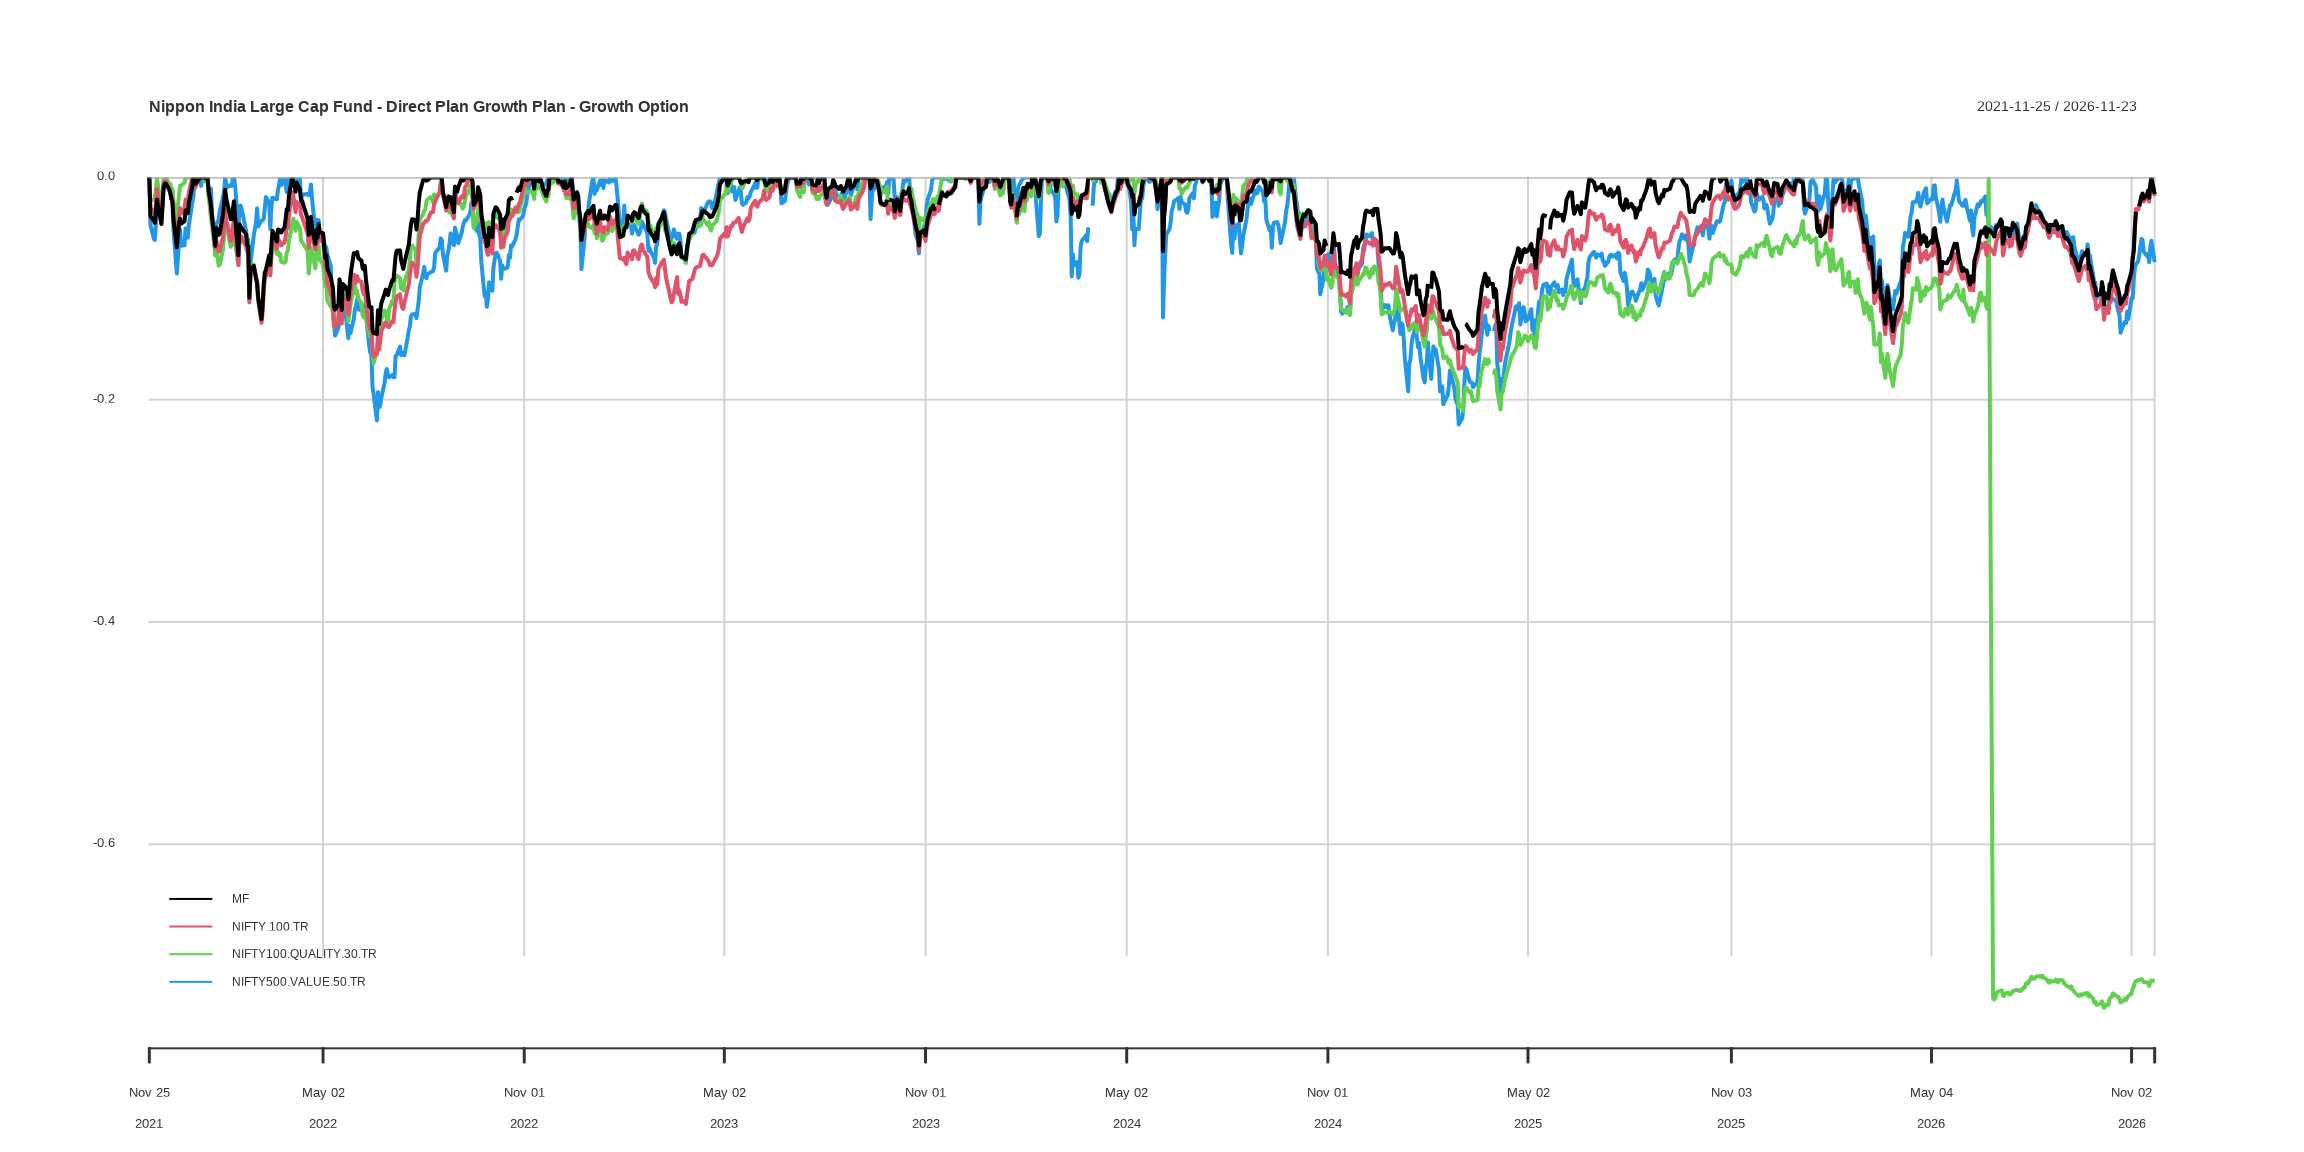 Nippon India Large Cap Fund - Direct Plan Growth Plan - Growth Option
2021-11-25 / 2026-11-23
0.0
-0.2
-0.4
-0.6
MF
NIFTY.100.TR
NIFTY100.QUALITY.30.TR
NIFTY500.VALUE.50.TR
Nov 25 May 02 Nov 01 May 02 Nov 01 May 02 Nov 01 May 02 Nov 03 May 04 Nov 02
2021 2022 2022 2023 2023 2024 2024 2025 2025 2026 2026